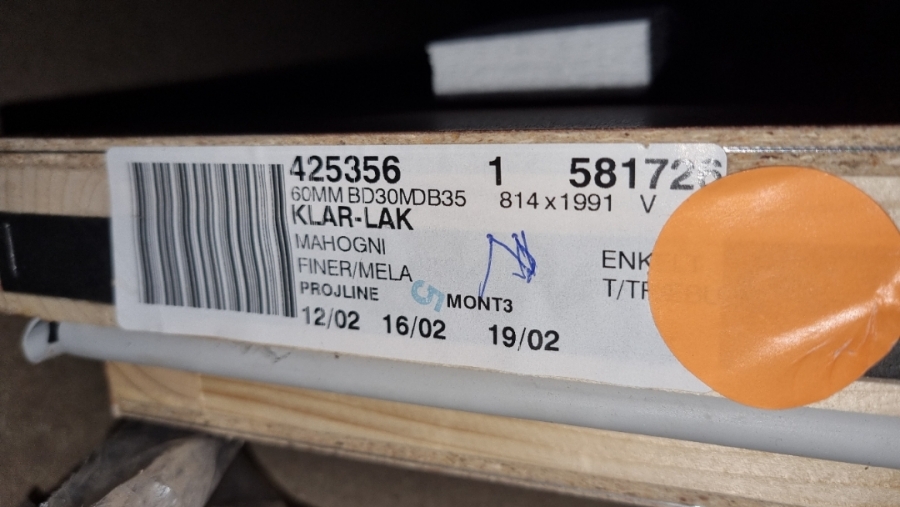 425356 1 581726
60MM BD30MDB35 814 x 1991 V
KLAR-LAK
MAHOGNI
FINER/MELA
PROJLINE 5 MONT3
12/02 16/02 19/02